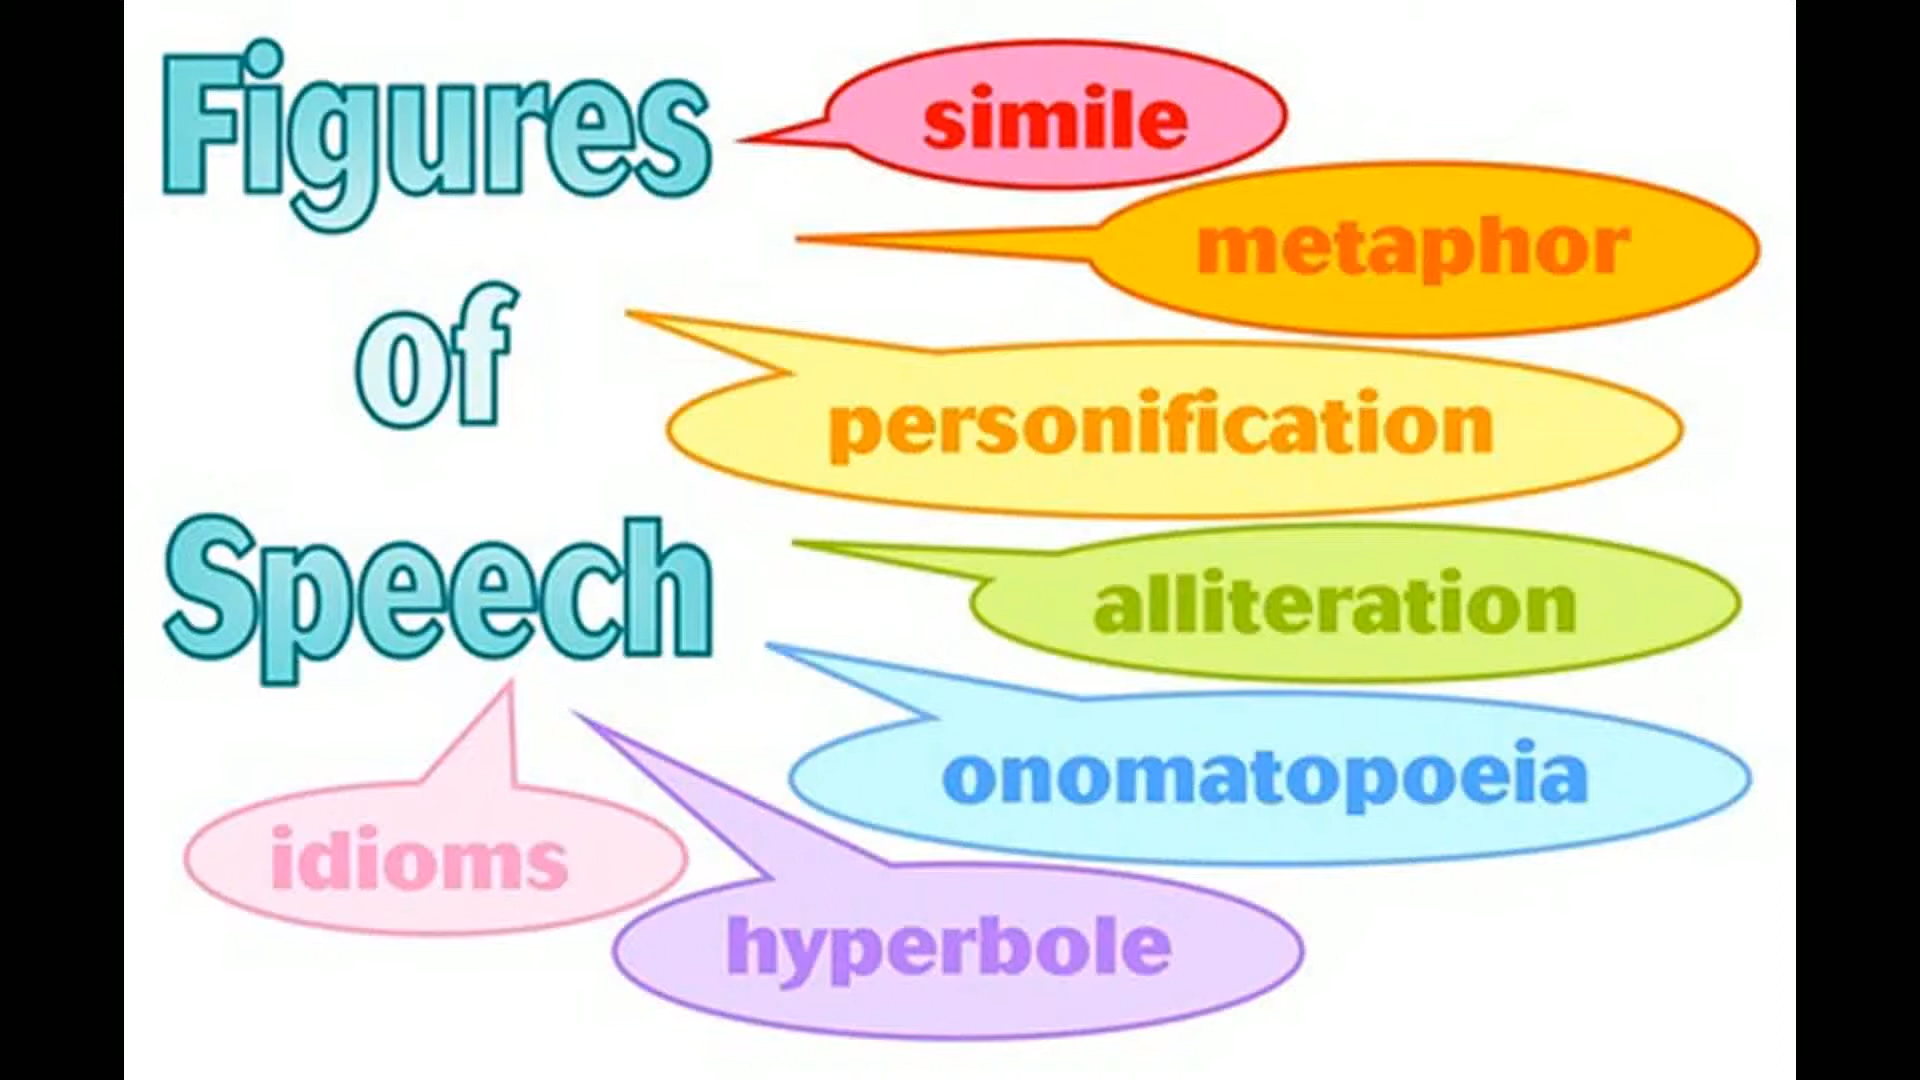 Figures
of
Speech
simile
metaphor
personification
alliteration
onomatopoeia
idioms
hyperbole